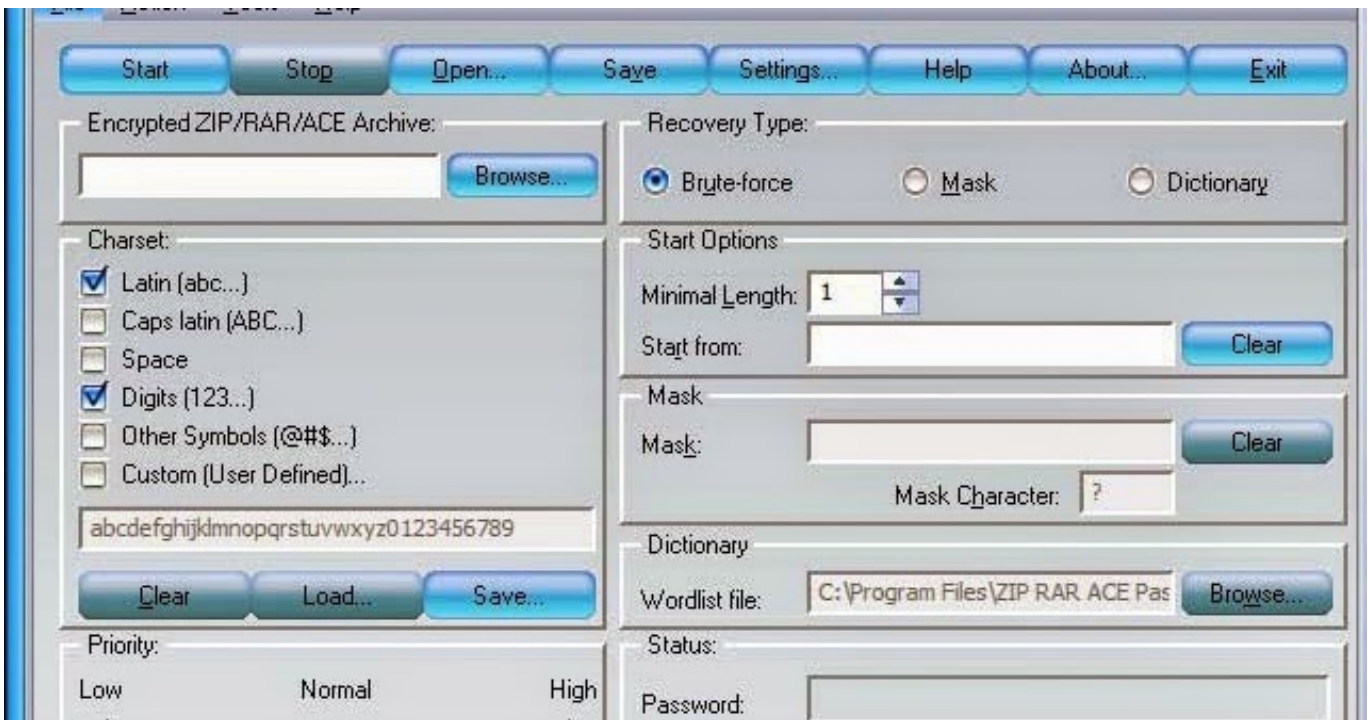 Start Stop Open... Save Settings... Help About... Exit
Encrypted ZIP/RAR/ACE Archive:
Browse...
Recovery Type:
Brute-force Mask Dictionary
Charset:
Latin (abc...)
Caps latin (ABC...)
Space
Digits (123...)
Other Symbols (@#$...)
Custom (User Defined)...
abcdefghijklmnopqrstuvwxyz0123456789
Clear Load... Save...
Start Options
Minimal Length: 1
Start from: Clear
Mask
Mask: Clear
Mask Character: ?
Dictionary
Wordlist file: C:\Program Files\ZIP RAR ACE Pas Browse...
Priority:
Low Normal High
Status:
Password: